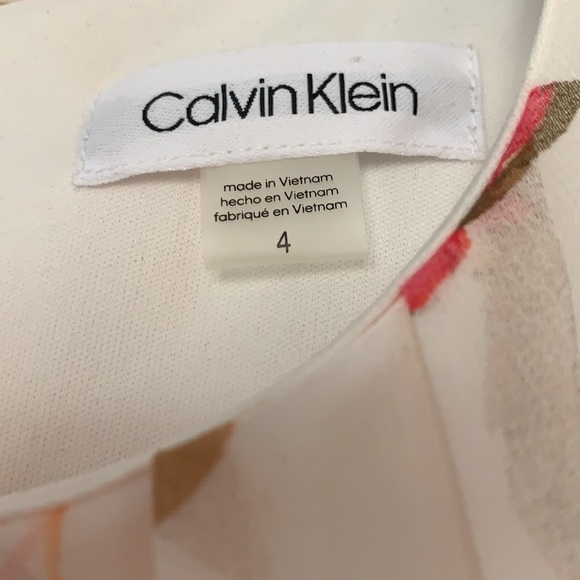 Calvin Klein
made in Vietnam
hecho en Vietnam
fabriqué en Vietnam
4